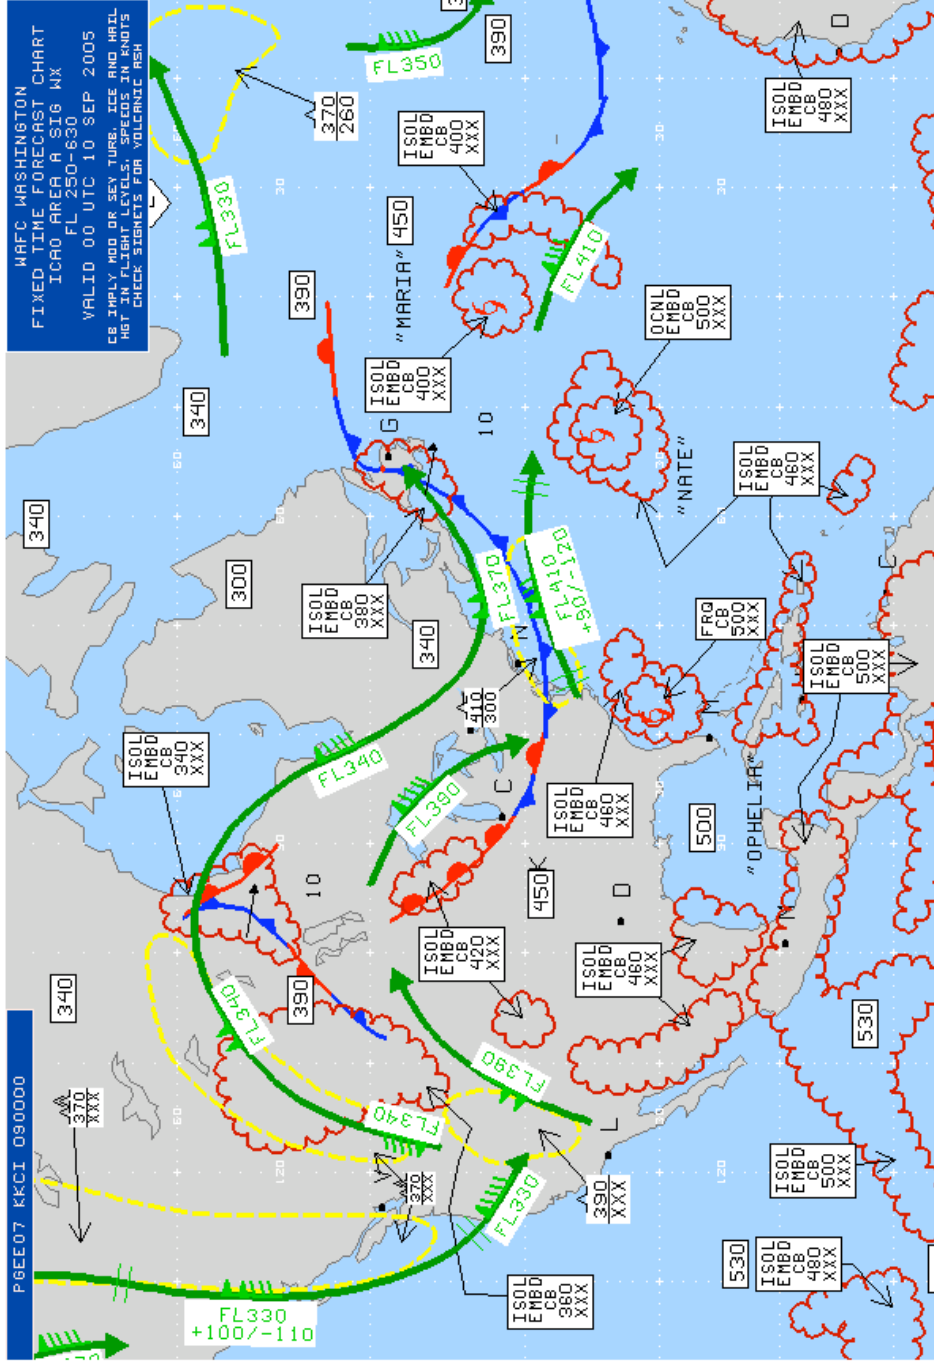 PGEE07 KKCI 090000
WAFC WASHINGTON
FIXED TIME FORECAST CHART
ICAO AREA A SIG WX
FL 250-630
VALID 00 UTC 10 SEP 2005
CB IMPLY MOD OR SEV TURB, ICE AND HAIL
HGT IN FLIGHT LEVELS, SPEEDS IN KNOTS
CHECK SIGMETS FOR VOLCANIC ASH
370
XXX
340
340
ISOL
EMBD
CB
340
XXX
60
60
340
FL330
+100/-110
FL340
300
FL330
390
10
390
370
260
FL340
ISOL
EMBD
CB
380
XXX
V
370
XXX
FL340
340
ISOL
EMBD
CB
400
XXX
G
"MARIA"
450
FL350
FL390
ISOL
EMBD
CB
420
XXX
410
300
FL370
10
ISOL
EMBD
CB
400
XXX
390
C
N
FL330
ISOL
EMBD
CB
360
XXX
FL390
450
K
FL410
+90/-120
FL410
390
XXX
L
D
ISOL
EMBD
CB
460
XXX
ISOL
EMBD
CB
460
XXX
"NATE"
OCNL
EMBD
CB
500
XXX
30
30
30
500
M
FRQ
CB
500
XXX
530
ISOL
EMBD
CB
480
XXX
ISOL
EMBD
CB
500
XXX
"OPHELIA"
ISOL
EMBD
CB
460
XXX
ISOL
EMBD
CB
480
XXX
M
ISOL
EMBD
CB
500
XXX
530
C
D